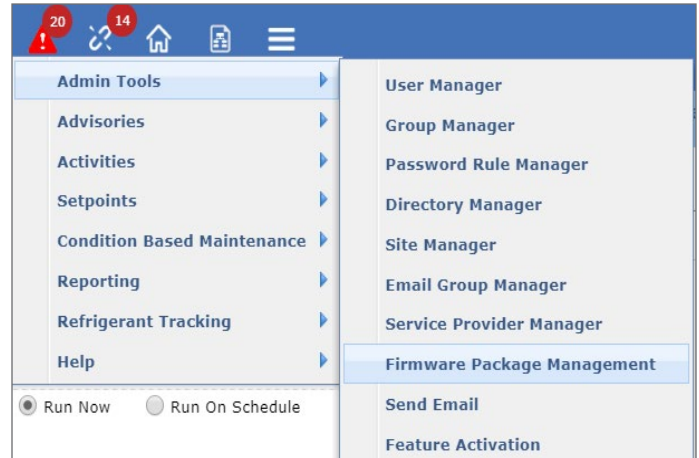 20
14
Admin Tools
Advisories
Activities
Setpoints
Condition Based Maintenance
Reporting
Refrigerant Tracking
Help
Run Now
Run On Schedule
User Manager
Group Manager
Password Rule Manager
Directory Manager
Site Manager
Email Group Manager
Service Provider Manager
Firmware Package Management
Send Email
Feature Activation